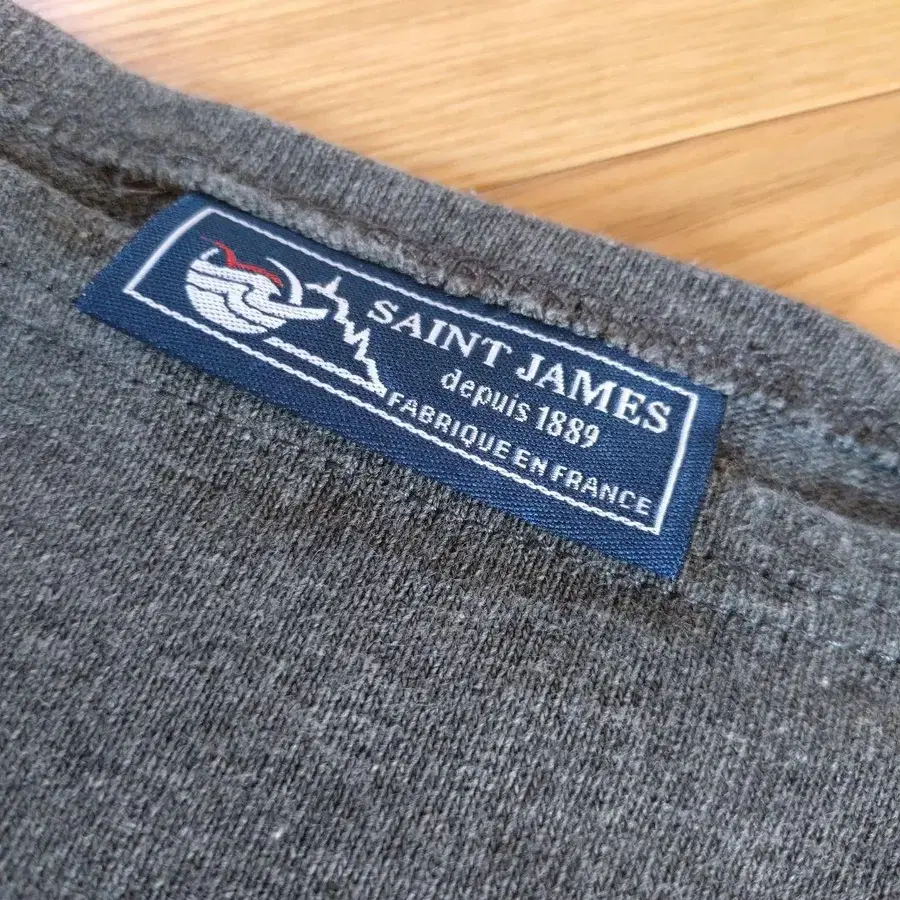 SAINT JAMES
depuis 1889
FABRIQUE EN FRANCE